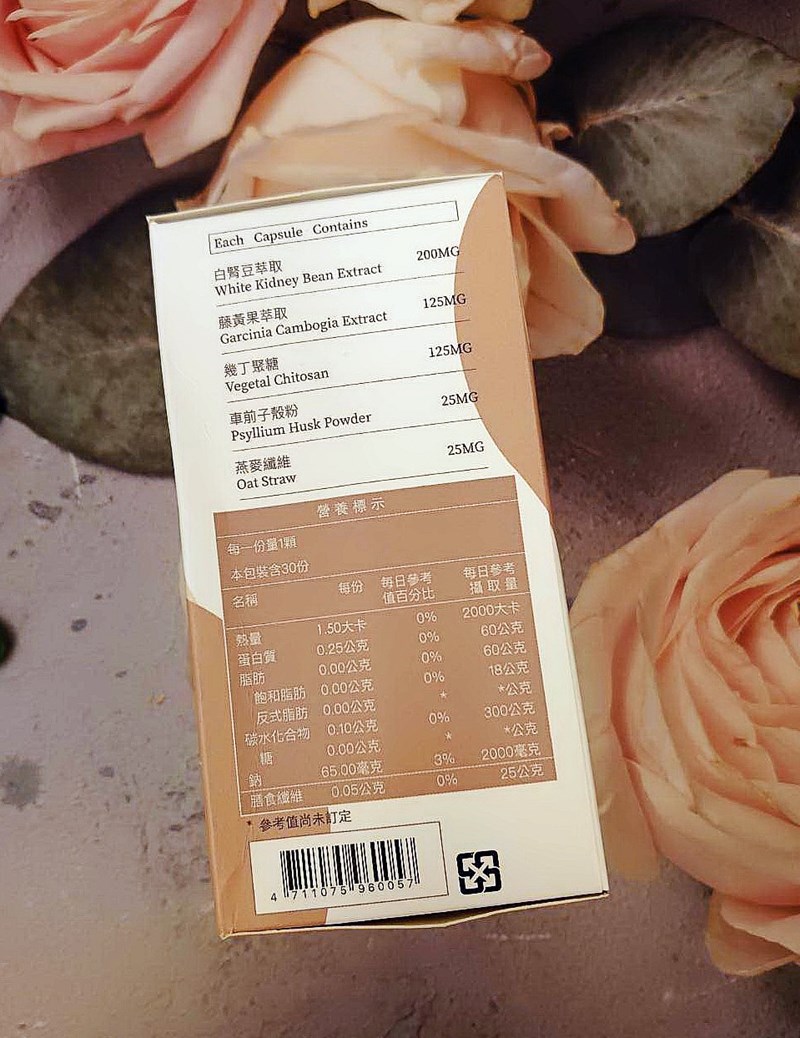 Each Capsule Contains
白腎豆萃取
White Kidney Bean Extract 200MG
藤黃果萃取
Garcinia Cambogia Extract 125MG
幾丁聚糖
Vegetal Chitosan 125MG
車前子殼粉
Psyllium Husk Powder 25MG
燕麥纖維
Oat Straw 25MG
營養標示
每一份量1顆
本包裝含30份
名稱 每份 每日參考值百分比 每日參考攝取量
熱量 1.50大卡 0% 2000大卡
蛋白質 0.25公克 0% 60公克
脂肪 0.00公克 0% 60公克
飽和脂肪 0.00公克 0% 18公克
反式脂肪 0.00公克 * *公克
碳水化合物 0.10公克 0% 300公克
糖 0.00公克 * *公克
鈉 65.00毫克 3% 2000毫克
膳食纖維 0.05公克 0% 25公克
* 參考值尚未訂定
4 711075 960057